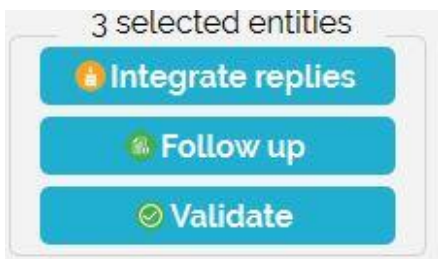 3 selected entities
Integrate replies
Follow up
Validate